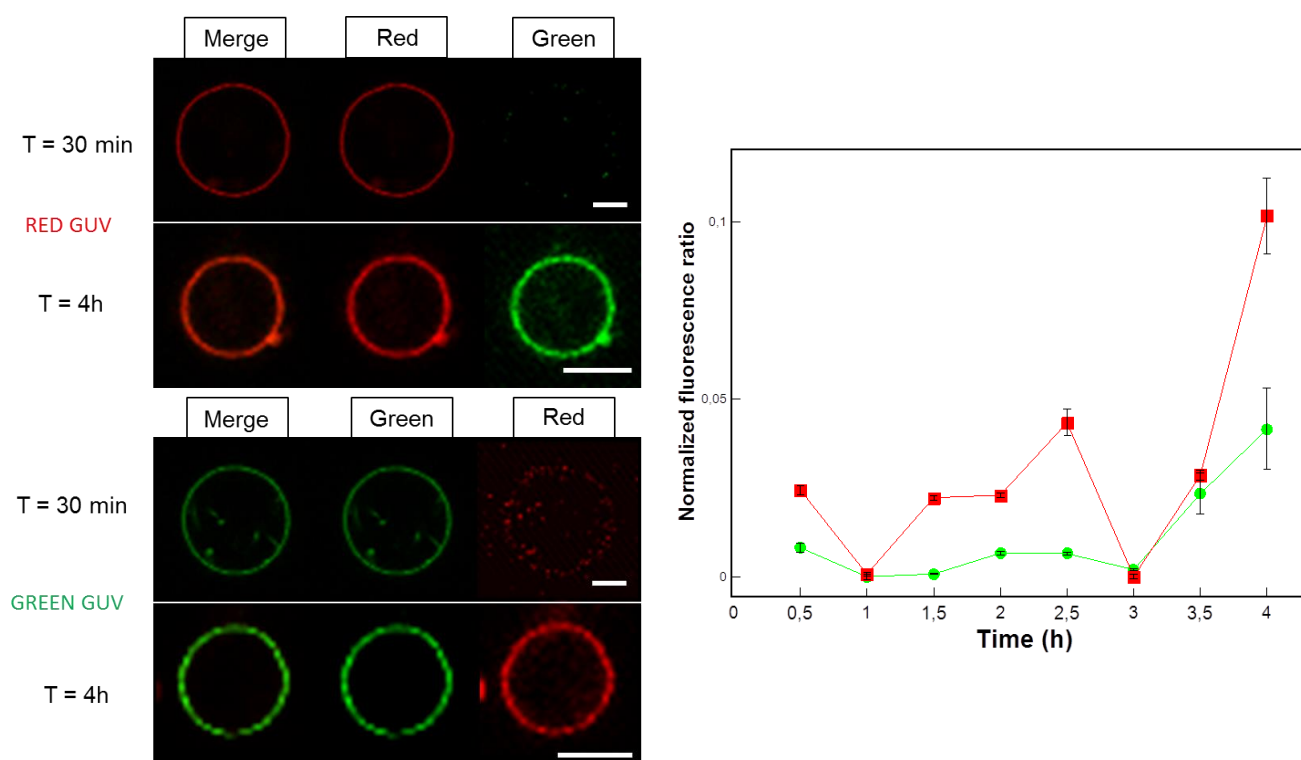 Merge
Red
Green
T = 30 min
RED GUV
T = 4h
Merge
Green
Red
T = 30 min
GREEN GUV
T = 4h
Normalized fluorescence ratio
0,1
0,05
0
0
0,5
1
1,5
2
2,5
3
3,5
4
Time (h)